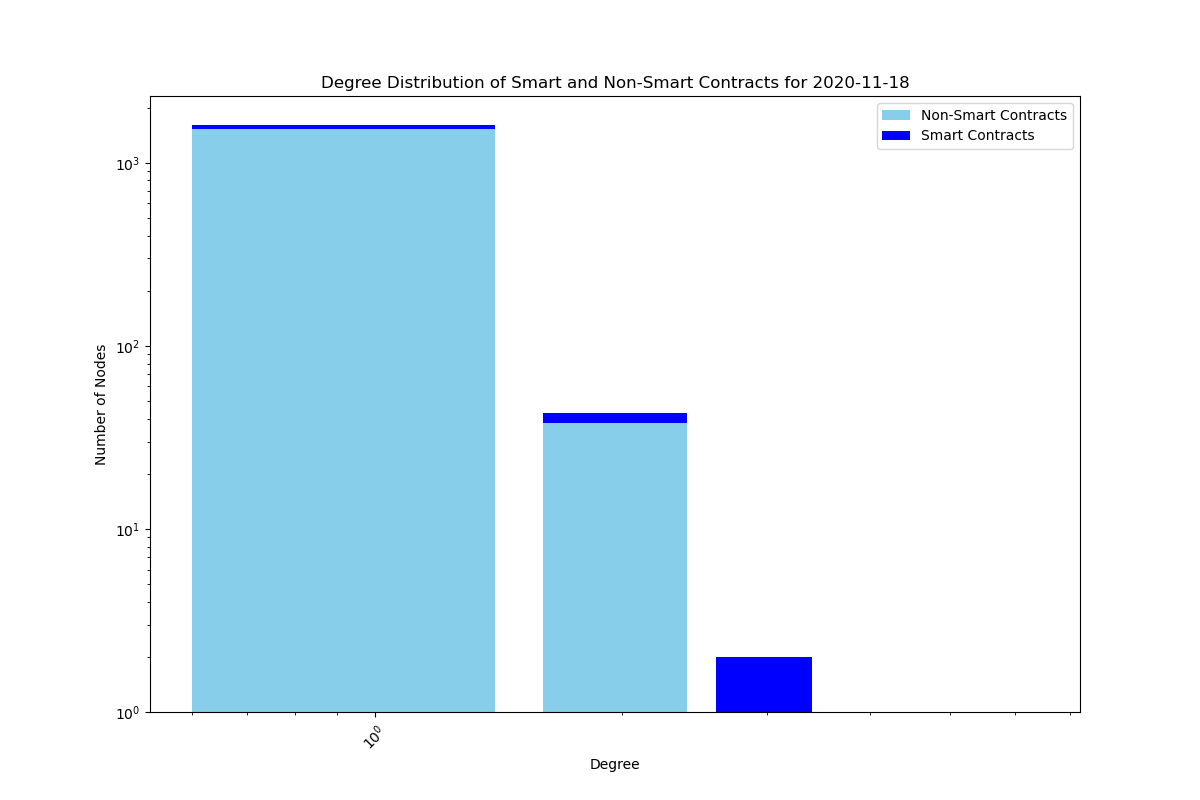 Degree Distribution of Smart and Non-Smart Contracts for 2020-11-18
Non-Smart Contracts
Smart Contracts
Number of Nodes
10³
10²
10¹
10⁰
10⁰
Degree